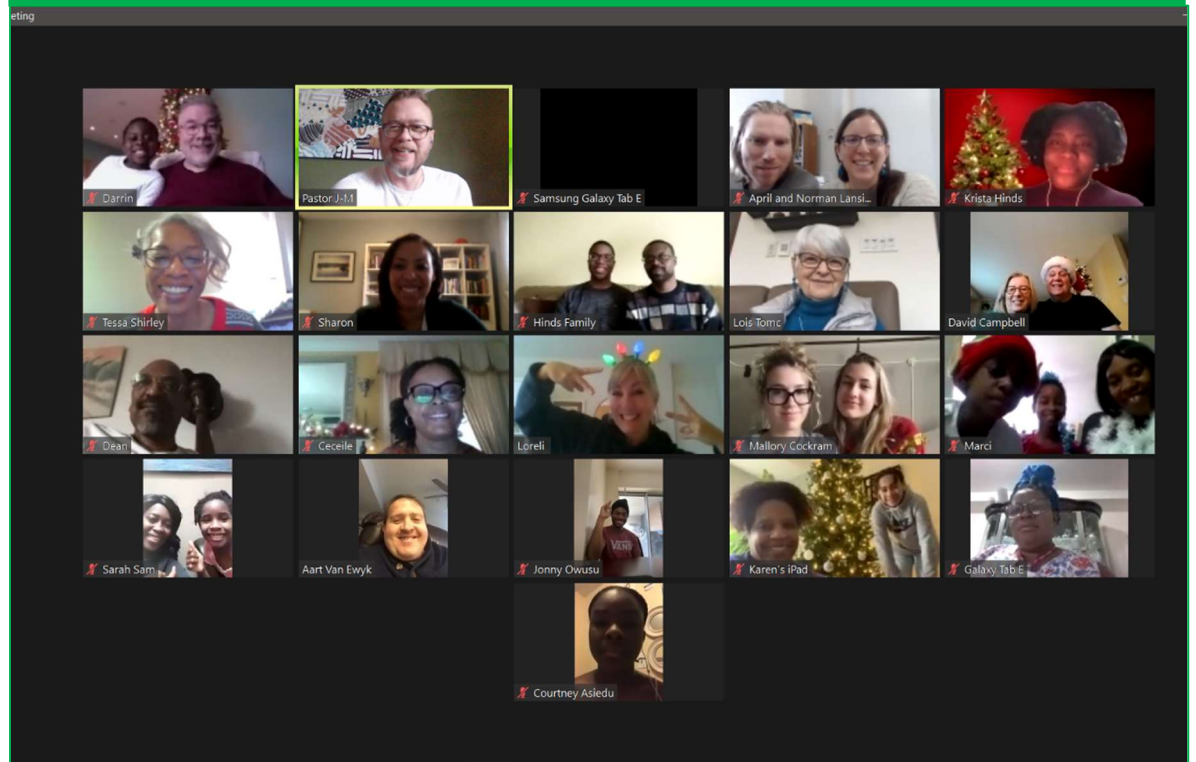 eting
Darrin
Pastor J-M
Samsung Galaxy Tab E
April and Norman Lansi...
Krista Hinds
Tessa Shirley
Sharon
Hinds Family
Lois Tomc
David Campbell
Dean
Ceceile
Loreli
Mallory Cockram
Marci
Sarah Sam
Aart Van Ewyk
Jonny Owusu
VANS
Karen's iPad
Galaxy Tab E
Courtney Asiedu